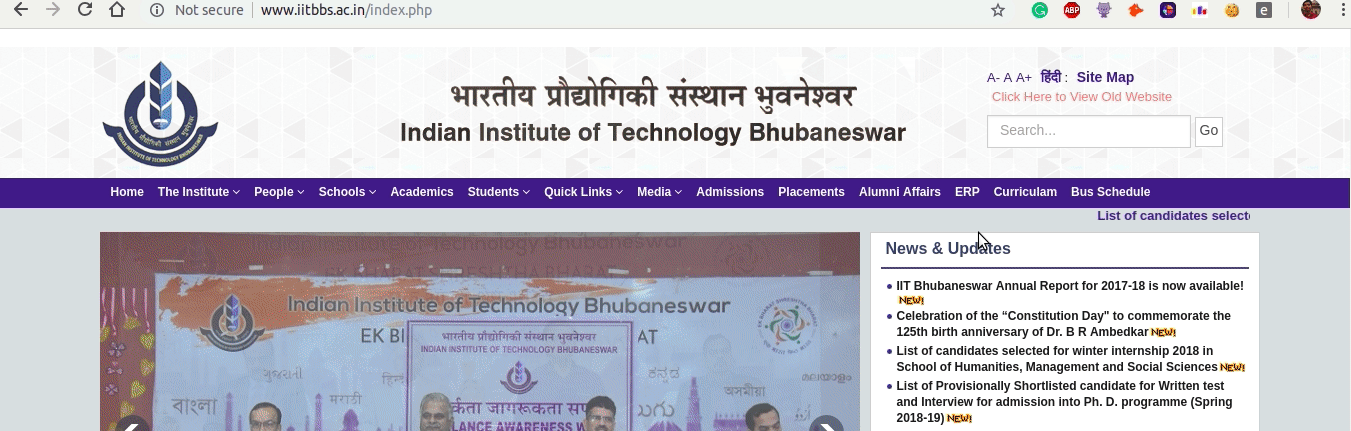 Not secure | www.iitbbs.ac.in/index.php
ABP
e
A- A A+ हिंदी : Site Map
Click Here to View Old Website
Search... Go
भारतीय प्रौद्योगिकी संस्थान भुवनेश्वर
Indian Institute of Technology Bhubaneswar
Home The Institute People Schools Academics Students Quick Links Media Admissions Placements Alumni Affairs ERP Curriculam Bus Schedule
List of candidates select
Indian Institute of Technology Bhubaneswar
EK BI
AT
भारतीय प्रौद्योगिकी संस्थान भुवनेश्वर
INDIAN INSTITUTE OF TECHNOLOGY BHUBANESWAR
ગુજરાતી
हिन
ಕನ್ನಡ
മലയാളം
বাংলা
मराठी
অসমীয়া
र्कता जागरूकता सप
LANCE AWARENESS W
News & Updates
IIT Bhubaneswar Annual Report for 2017-18 is now available!
NEW!
Celebration of the “Constitution Day" to commemorate the
125th birth anniversary of Dr. B R Ambedkar NEW!
List of candidates selected for winter internship 2018 in
School of Humanities, Management and Social Sciences NEW!
List of Provisionally Shortlisted candidate for Written test
and Interview for admission into Ph. D. programme (Spring
2018-19) NEW!